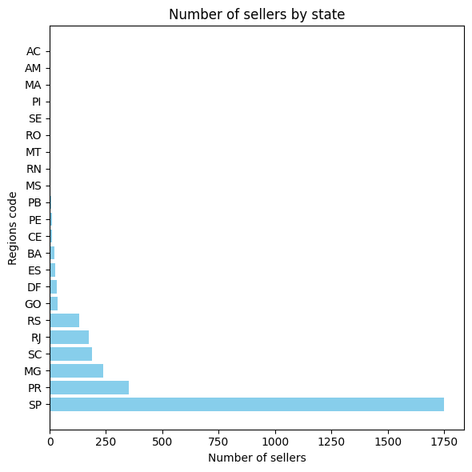 Number of sellers by state
Regions code
AC
AM
MA
PI
SE
RO
MT
RN
MS
PB
PE
CE
BA
ES
DF
GO
RS
RJ
SC
MG
PR
SP
0 250 500 750 1000 1250 1500 1750
Number of sellers